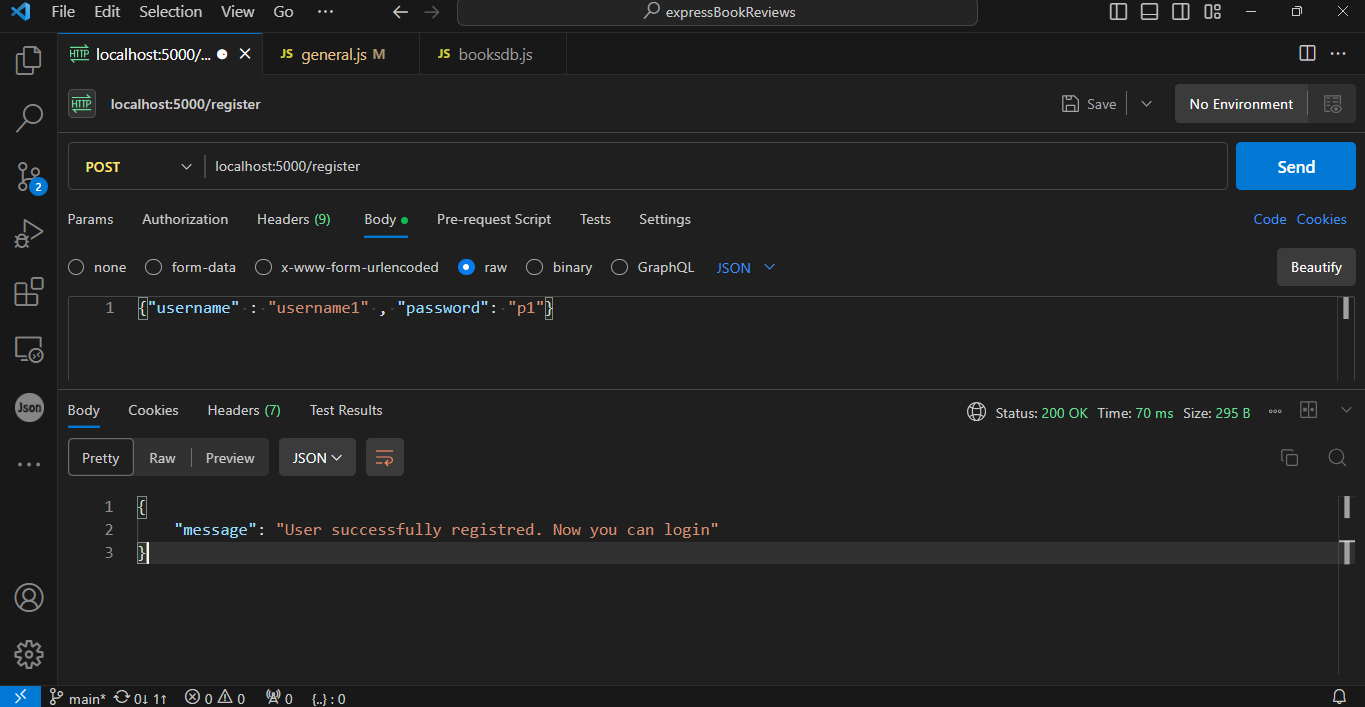 File Edit Selection View Go ··· expressBookReviews
HTTP localhost:5000/... JS general.js M JS booksdb.js ···
HTTP localhost:5000/register Save No Environment
POST localhost:5000/register Send
Params Authorization Headers (9) Body Pre-request Script Tests Settings Code Cookies
none form-data x-www-form-urlencoded raw binary GraphQL JSON Beautify
1 {"username" : "username1" , "password": "p1"}
Body Cookies Headers (7) Test Results Status: 200 OK Time: 70 ms Size: 295 B
Pretty Raw Preview JSON
1 {
2 "message": "User successfully registred. Now you can login"
3 }
2
Json
main* 0↓ 1↑ 0 0 0 {..} : 0